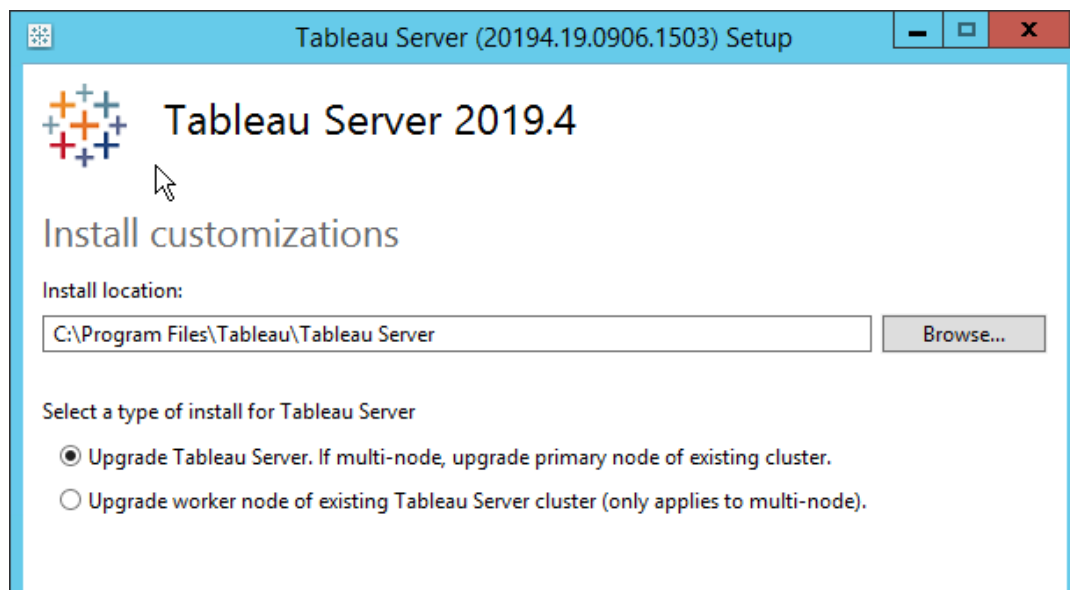 Tableau Server (20194.19.0906.1503) Setup
Tableau Server 2019.4
Install customizations
Install location:
C:\Program Files\Tableau\Tableau Server
Browse...
Select a type of install for Tableau Server
Upgrade Tableau Server. If multi-node, upgrade primary node of existing cluster.
Upgrade worker node of existing Tableau Server cluster (only applies to multi-node).